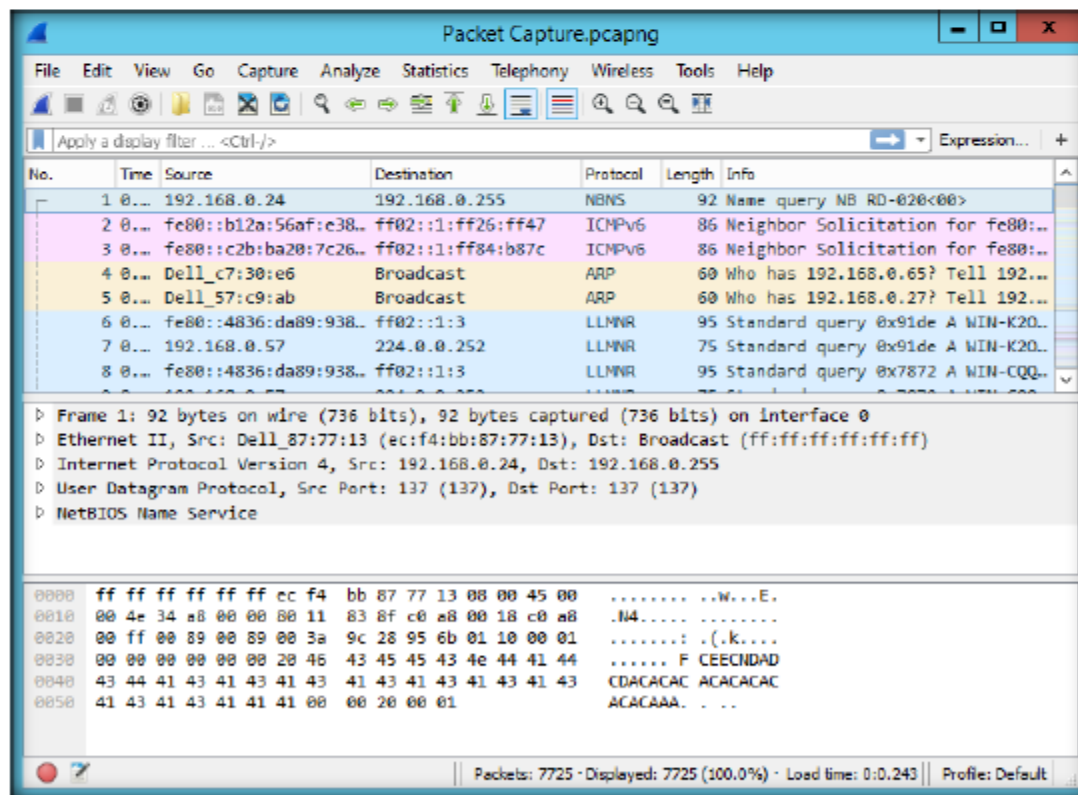 Packet Capture.pcapng
File Edit View Go Capture Analyze Statistics Telephony Wireless Tools Help
Apply a display filter ... <Ctrl-/> Expression... +
No. Time Source Destination Protocol Length Info
1 0... 192.168.0.24 192.168.0.255 NBNS 92 Name query NB RD-020<00>
2 0... fe80::b12a:56af:e38... ff02::1:ff26:ff47 ICMPv6 86 Neighbor Solicitation for fe80:...
3 0... fe80::c2b:ba20:7c26... ff02::1:ff84:b87c ICMPv6 86 Neighbor Solicitation for fe80:...
4 0... Dell_c7:30:e6 Broadcast ARP 60 Who has 192.168.0.65? Tell 192...
5 0... Dell_57:c9:ab Broadcast ARP 60 Who has 192.168.0.27? Tell 192...
6 0... fe80::4836:da89:938... ff02::1:3 LLMNR 95 Standard query 0x91de A WIN-K2O...
7 0... 192.168.0.57 224.0.0.252 LLMNR 75 Standard query 0x91de A WIN-K2O...
8 0... fe80::4836:da89:938... ff02::1:3 LLMNR 95 Standard query 0x7872 A WIN-CQQ...
Frame 1: 92 bytes on wire (736 bits), 92 bytes captured (736 bits) on interface 0
Ethernet II, Src: Dell_87:77:13 (ec:f4:bb:87:77:13), Dst: Broadcast (ff:ff:ff:ff:ff:ff)
Internet Protocol Version 4, Src: 192.168.0.24, Dst: 192.168.0.255
User Datagram Protocol, Src Port: 137 (137), Dst Port: 137 (137)
NetBIOS Name Service
0000 ff ff ff ff ff ff ec f4 bb 87 77 13 08 00 45 00 ........ ..w...E.
0010 00 4e 34 a8 00 00 80 11 83 8f c0 a8 00 18 c0 a8 .N4..... ........
0020 00 ff 00 89 00 89 00 3a 9c 28 95 6b 01 10 00 01 .......: .(.k....
0030 00 00 00 00 00 00 20 46 43 45 45 43 4e 44 41 44 ...... F CEECNDAD
0040 43 44 41 43 41 43 41 43 41 43 41 43 41 43 41 43 CDACACAC ACACACAC
0050 41 43 41 43 41 41 41 00 00 20 00 01 ACACAAA. . ..
Packets: 7725 · Displayed: 7725 (100.0%) · Load time: 0:0.243 Profile: Default